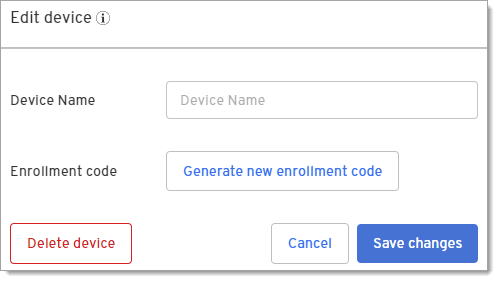 Edit device
Device Name
Device Name
Enrollment code
Generate new enrollment code
Delete device
Cancel
Save changes